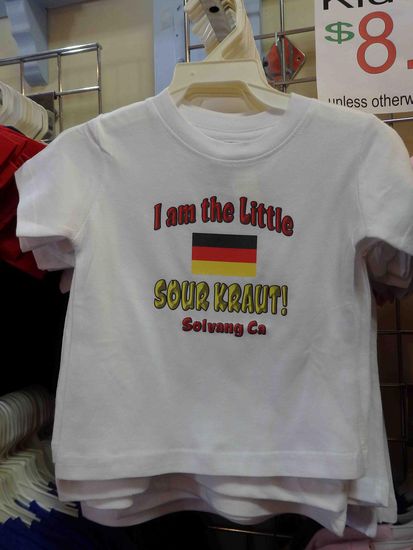 $8.
unless otherw
I am the Little
SOUR KRAUT!
Solvang Ca